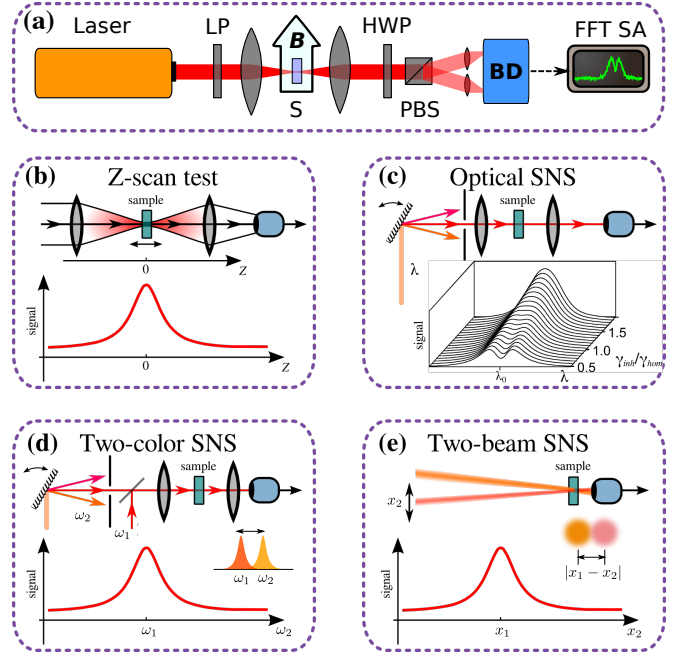 (a)
Laser
LP
B
S
HWP
PBS
BD
FFT SA
(b)
Z-scan test
sample
0
Z
signal
0
Z
(c)
Optical SNS
sample
λ
signal
λ₀
λ
0.5
1.0
1.5
γinh/γhom
(d)
Two-color SNS
sample
ω₂
ω₁
ω₁ ω₂
signal
ω₁
ω₂
(e)
Two-beam SNS
sample
x₂
|x₁ − x₂|
signal
x₁
x₂